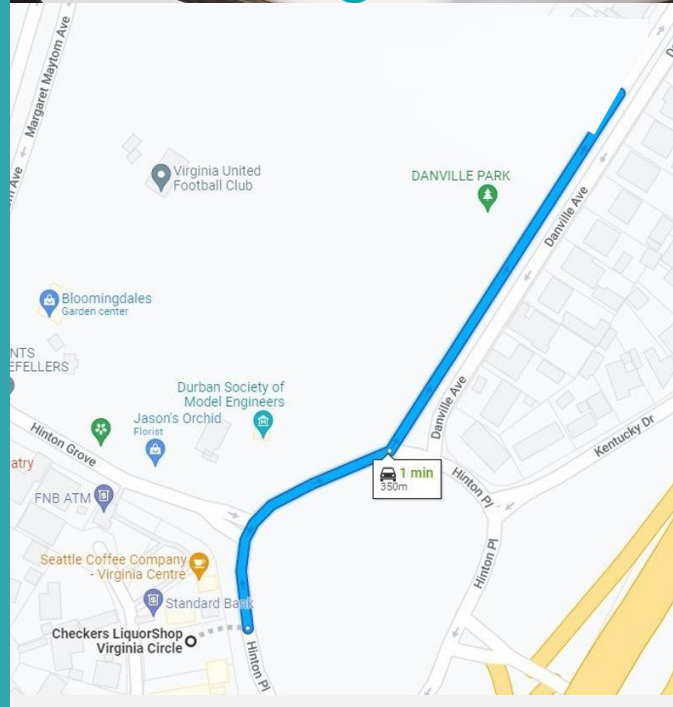 Margaret Maytom Ave
m Ave
D
Virginia United
Football Club
DANVILLE PARK
Danville Ave
Bloomingdales
Garden center
NTS
EFELLERS
Durban Society of
Model Engineers
Jason's Orchid
Florist
Danville Ave
Hinton Grove
Kentucky Dr
atry
1 min
350m
Hinton Pl
FNB ATM
Seattle Coffee Company
- Virginia Centre
Hinton Pl
Standard Bank
Checkers LiquorShop
Virginia Circle
Hinton Pl